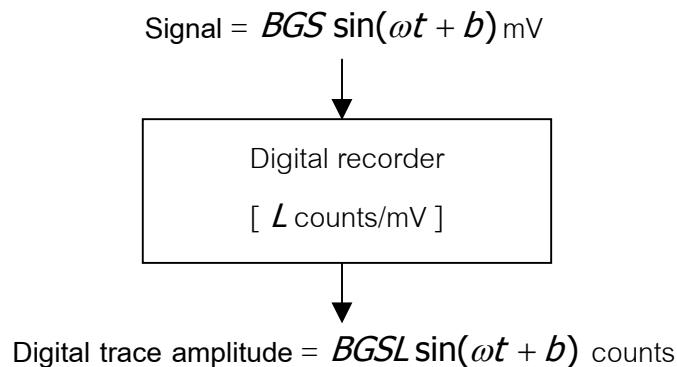 Signal = BGS sin(ωt + b) mV
Digital recorder
[ L counts/mV ]
Digital trace amplitude = BGSL sin(ωt + b) counts